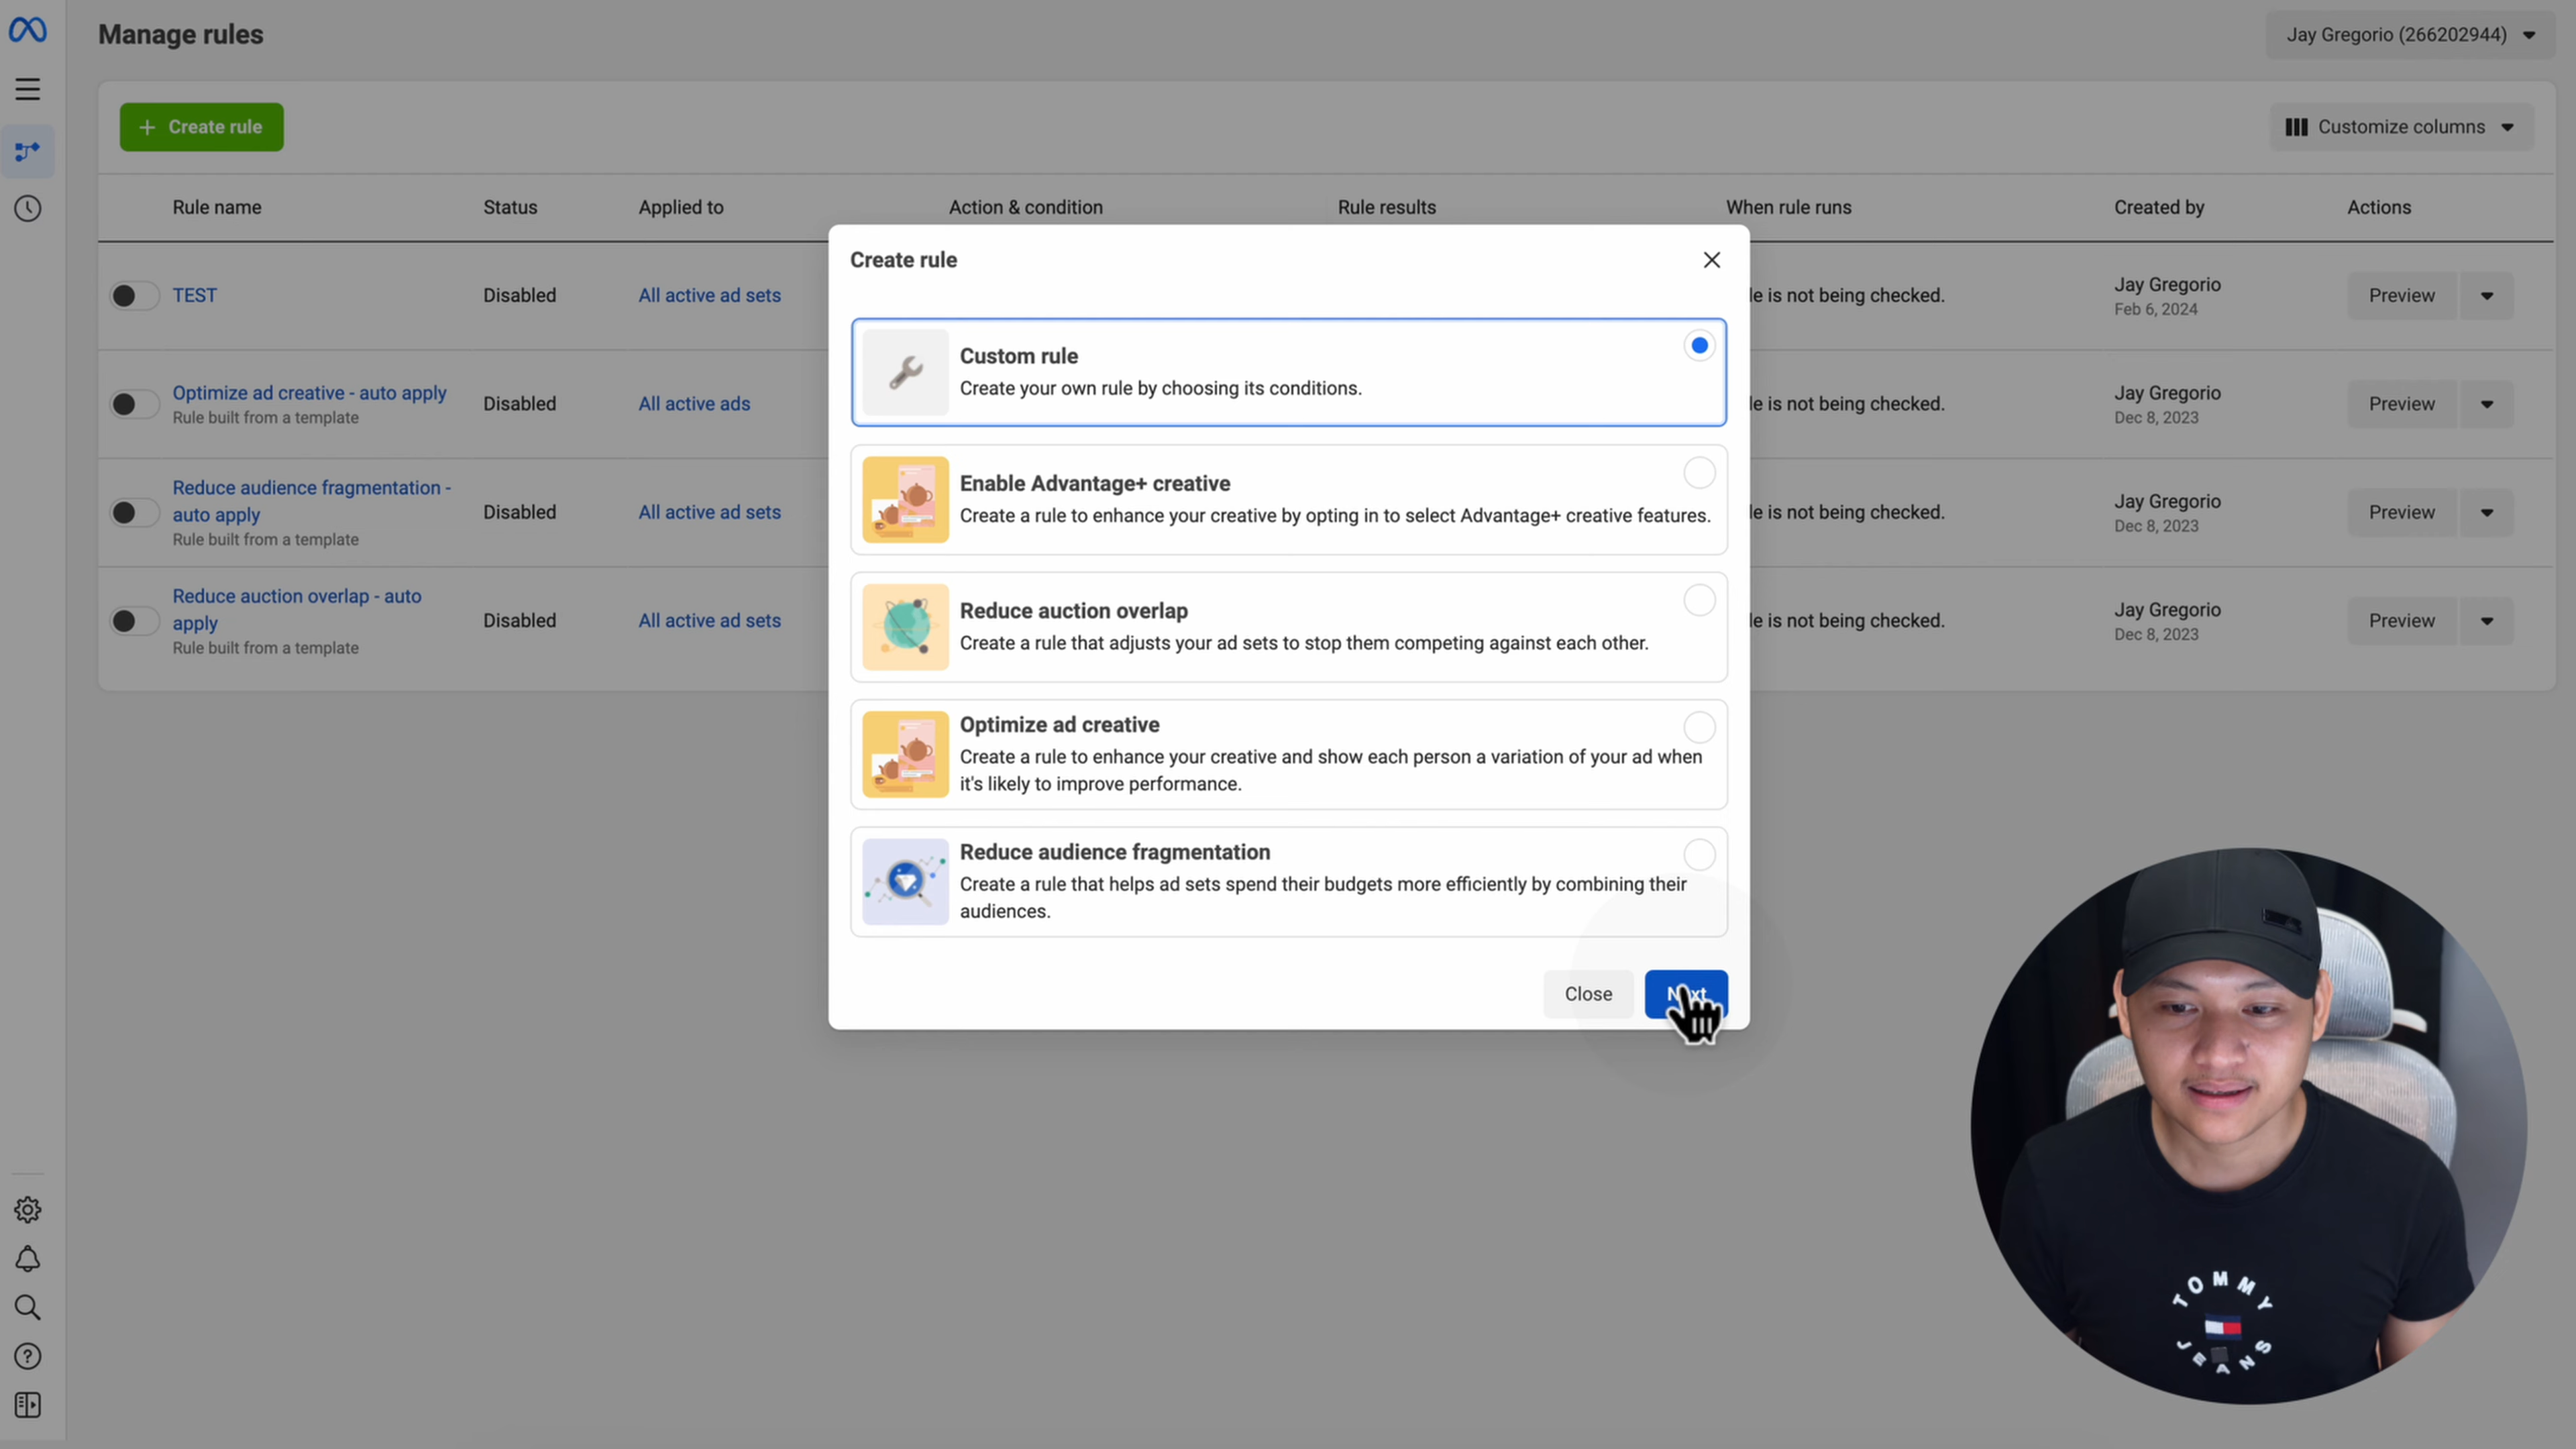 Manage rules
Jay Gregorio (266202944)
+ Create rule
Customize columns
Rule name
Status
Applied to
Action & condition
Rule results
When rule runs
Created by
Actions
TEST
Disabled
All active ad sets
le is not being checked.
Jay Gregorio
Feb 6, 2024
Preview
Optimize ad creative - auto apply
Rule built from a template
Disabled
All active ads
le is not being checked.
Jay Gregorio
Dec 8, 2023
Preview
Reduce audience fragmentation -
auto apply
Rule built from a template
Disabled
All active ad sets
le is not being checked.
Jay Gregorio
Dec 8, 2023
Preview
Reduce auction overlap - auto
apply
Rule built from a template
Disabled
All active ad sets
le is not being checked.
Jay Gregorio
Dec 8, 2023
Preview
Create rule
Custom rule
Create your own rule by choosing its conditions.
Enable Advantage+ creative
Create a rule to enhance your creative by opting in to select Advantage+ creative features.
Reduce auction overlap
Create a rule that adjusts your ad sets to stop them competing against each other.
Optimize ad creative
Create a rule to enhance your creative and show each person a variation of your ad when
it's likely to improve performance.
Reduce audience fragmentation
Create a rule that helps ad sets spend their budgets more efficiently by combining their
audiences.
Close
Next
TOMMY
JEANS